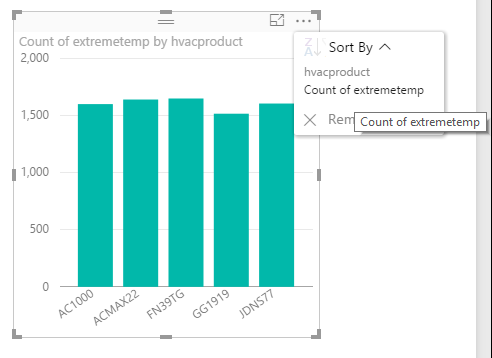 Count of extremetemp by hvacproduct
2,000
1,500
1,000
500
0
AC1000
ACMAX22
FN39TG
GG1919
JDNS77
Sort By
hvacproduct
Count of extremetemp
Count of extremetemp